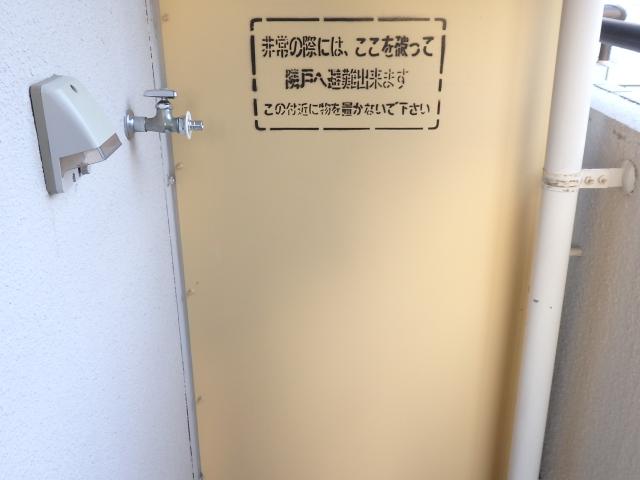 非常の際には、ここを破って
隣戸へ避難出来ます
この付近に物を置かないで下さい